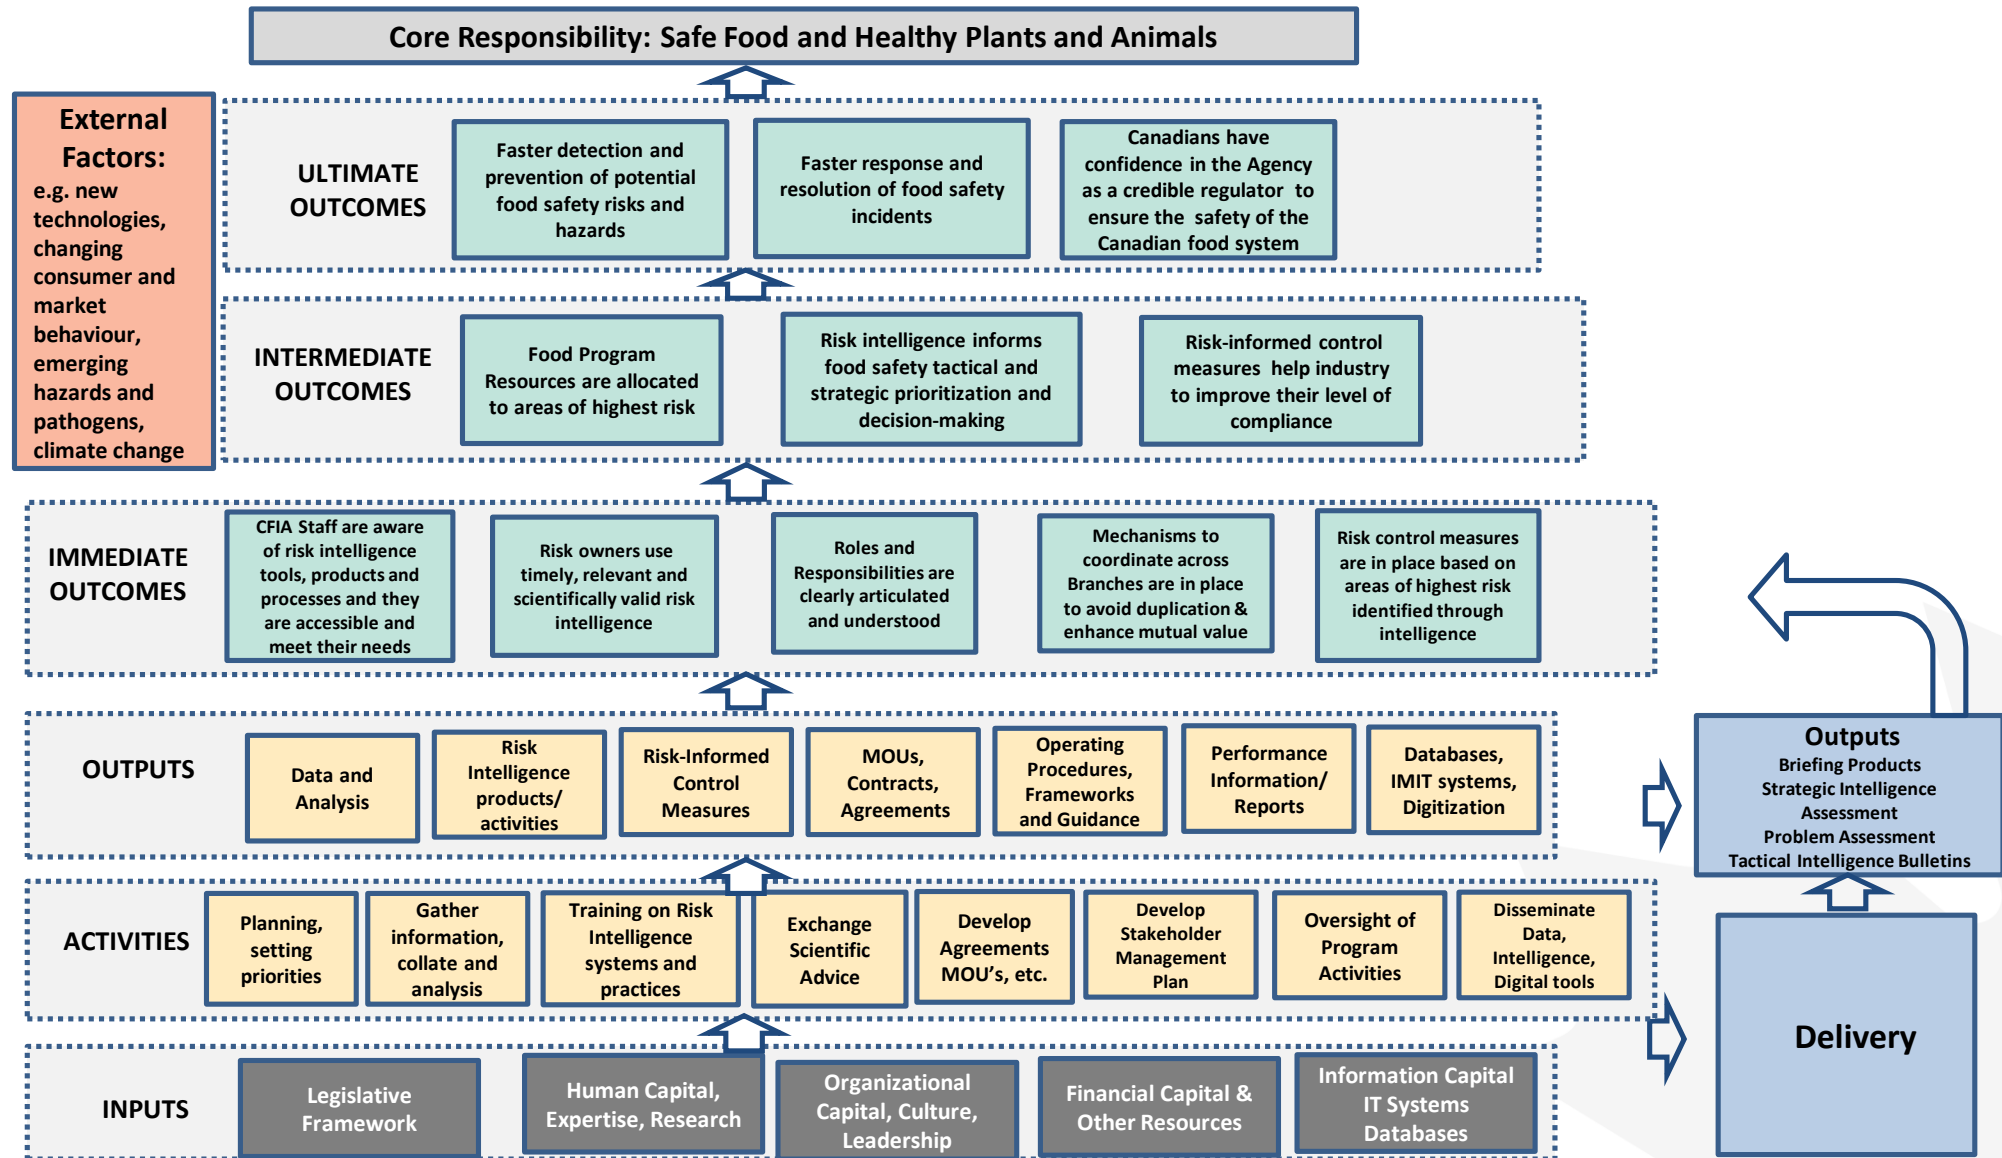 Core Responsibility: Safe Food and Healthy Plants and Animals
External
Factors:
e.g. new
technologies,
changing
consumer and
market
behaviour,
emerging
hazards and
pathogens,
climate change
ULTIMATE
OUTCOMES
Faster detection and
prevention of potential
food safety risks and
hazards
Faster response and
resolution of food safety
incidents
Canadians have
confidence in the Agency
as a credible regulator to
ensure the safety of the
Canadian food system
INTERMEDIATE
OUTCOMES
Food Program
Resources are allocated
to areas of highest risk
Risk intelligence informs
food safety tactical and
strategic prioritization and
decision-making
Risk-informed control
measures help industry
to improve their level of
compliance
IMMEDIATE
OUTCOMES
CFIA Staff are aware
of risk intelligence
tools, products and
processes and they
are accessible and
meet their needs
Risk owners use
timely, relevant and
scientifically valid risk
intelligence
Roles and
Responsibilities are
clearly articulated
and understood
Mechanisms to
coordinate across
Branches are in place
to avoid duplication &
enhance mutual value
Risk control measures
are in place based on
areas of highest risk
identified through
intelligence
OUTPUTS
Data and
Analysis
Risk
Intelligence
products/
activities
Risk-Informed
Control
Measures
MOUs,
Contracts,
Agreements
Operating
Procedures,
Frameworks
and Guidance
Performance
Information/
Reports
Databases,
IMIT systems,
Digitization
Outputs
Briefing Products
Strategic Intelligence
Assessment
Problem Assessment
Tactical Intelligence Bulletins
ACTIVITIES
Planning,
setting
priorities
Gather
information,
collate and
analysis
Training on Risk
Intelligence
systems and
practices
Exchange
Scientific
Advice
Develop
Agreements
MOU's, etc.
Develop
Stakeholder
Management
Plan
Oversight of
Program
Activities
Disseminate
Data,
Intelligence,
Digital tools
Delivery
INPUTS
Legislative
Framework
Human Capital,
Expertise, Research
Organizational
Capital, Culture,
Leadership
Financial Capital &
Other Resources
Information Capital
IT Systems
Databases